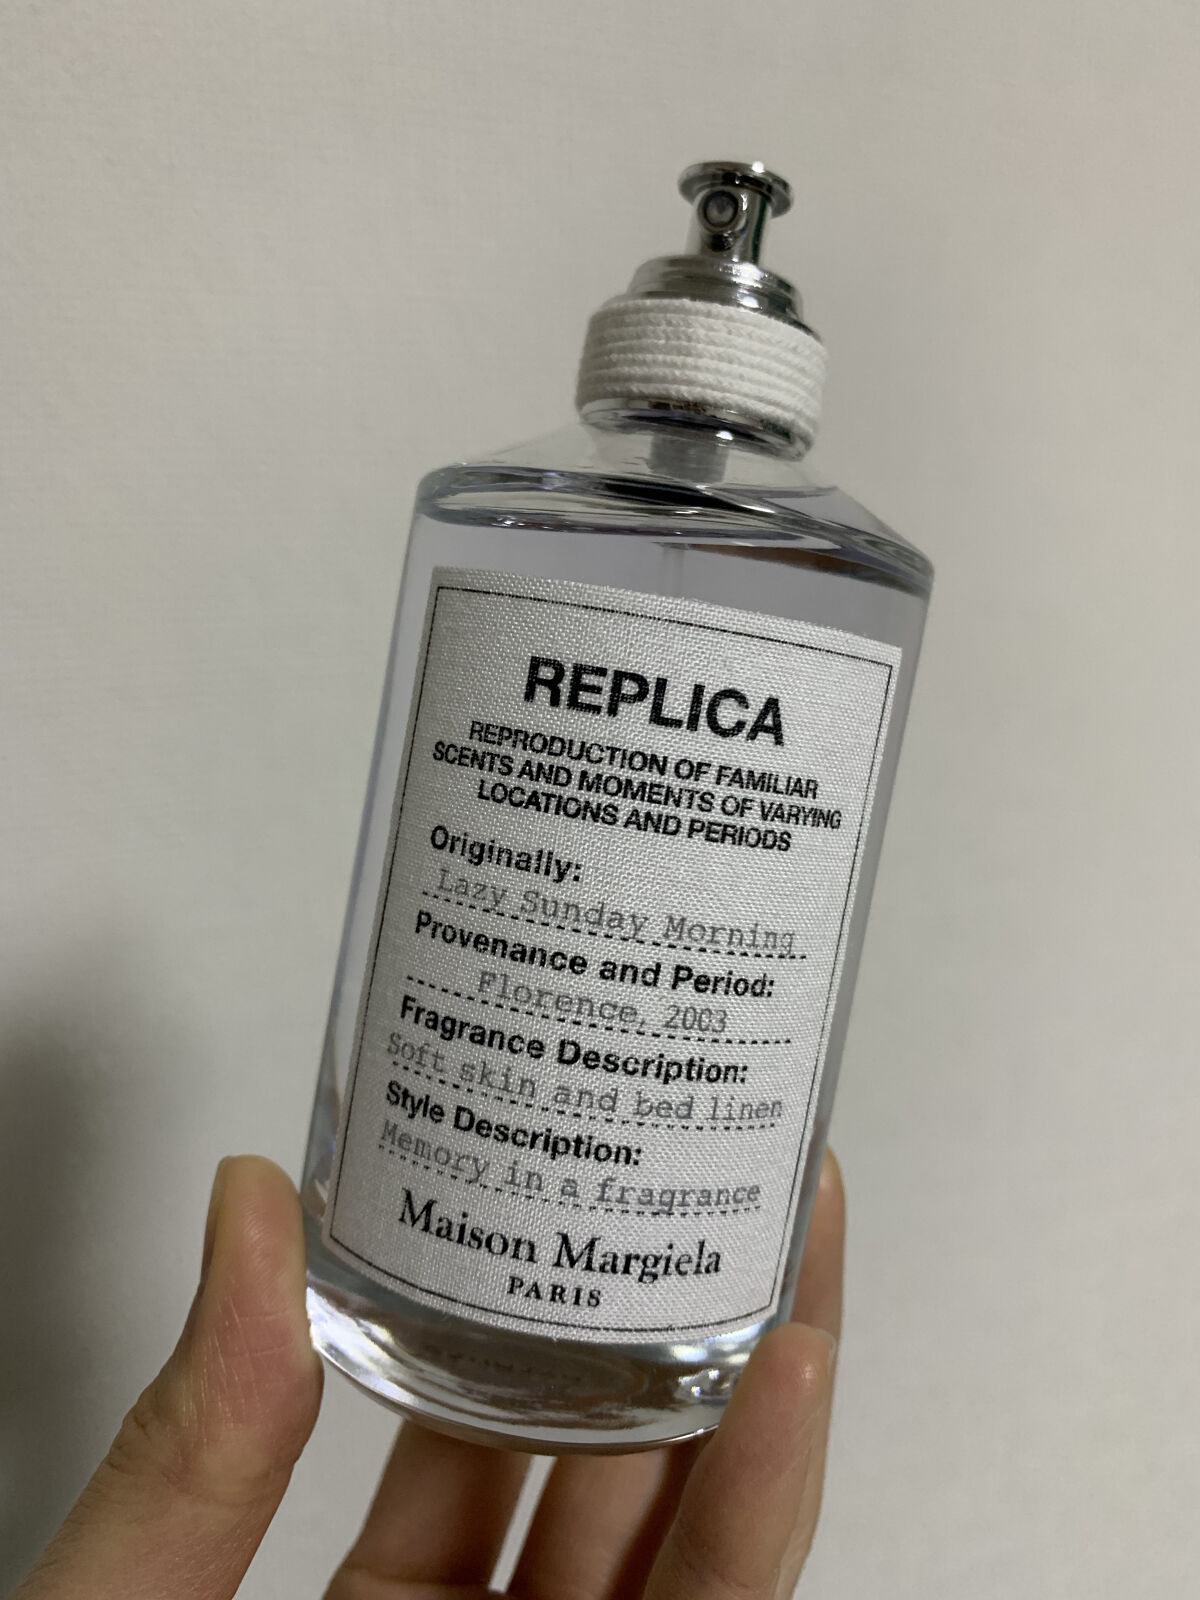 REPLICA
REPRODUCTION OF FAMILIAR
SCENTS AND MOMENTS OF VARYING
LOCATIONS AND PERIODS
Originally:
Lazy Sunday Morning
Provenance and Period:
Florence, 2003
Fragrance Description:
Soft skin and bed linen
Style Description:
Memory in a fragrance
Maison Margiela
PARIS